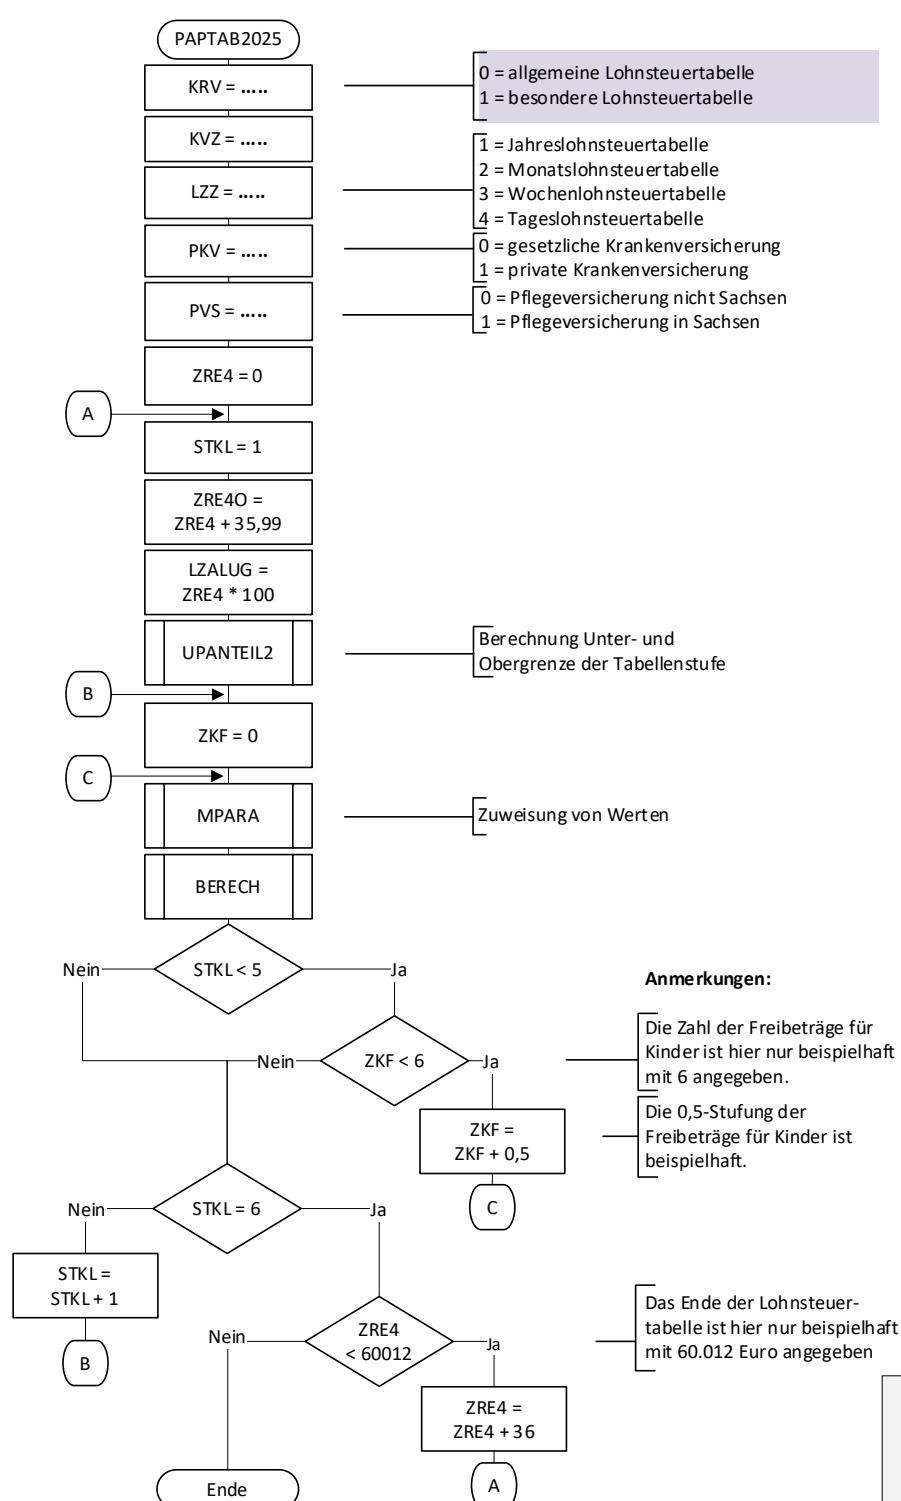 PAPTAB2025
KRV = .....
0 = allgemeine Lohnsteuertabelle
1 = besondere Lohnsteuertabelle
KVZ = .....
LZZ = .....
1 = Jahreslohnsteuertabelle
2 = Monatslohnsteuertabelle
3 = Wochenlohnsteuertabelle
4 = Tageslohnsteuertabelle
PKV = .....
0 = gesetzliche Krankenversicherung
1 = private Krankenversicherung
PVS = .....
0 = Pflegeversicherung nicht Sachsen
1 = Pflegeversicherung in Sachsen
ZRE4 = 0
A
STKL = 1
ZRE4O =
ZRE4 + 35,99
LZALUG =
ZRE4 * 100
UPANTEIL2
Berechnung Unter- und
Obergrenze der Tabellenstufe
B
ZKF = 0
C
MPARA
Zuweisung von Werten
BERECH
Nein
STKL < 5
Ja
Anmerkungen:
Nein
ZKF < 6
Ja
Die Zahl der Freibeträge für
Kinder ist hier nur beispielhaft
mit 6 angegeben.
ZKF =
ZKF + 0,5
Die 0,5-Stufung der
Freibeträge für Kinder ist
beispielhaft.
C
Nein
STKL = 6
Ja
STKL =
STKL + 1
B
Nein
ZRE4
< 60012
Ja
Das Ende der Lohnsteuer-
tabelle ist hier nur beispielhaft
mit 60.012 Euro angegeben
ZRE4 =
ZRE4 + 36
A
Ende